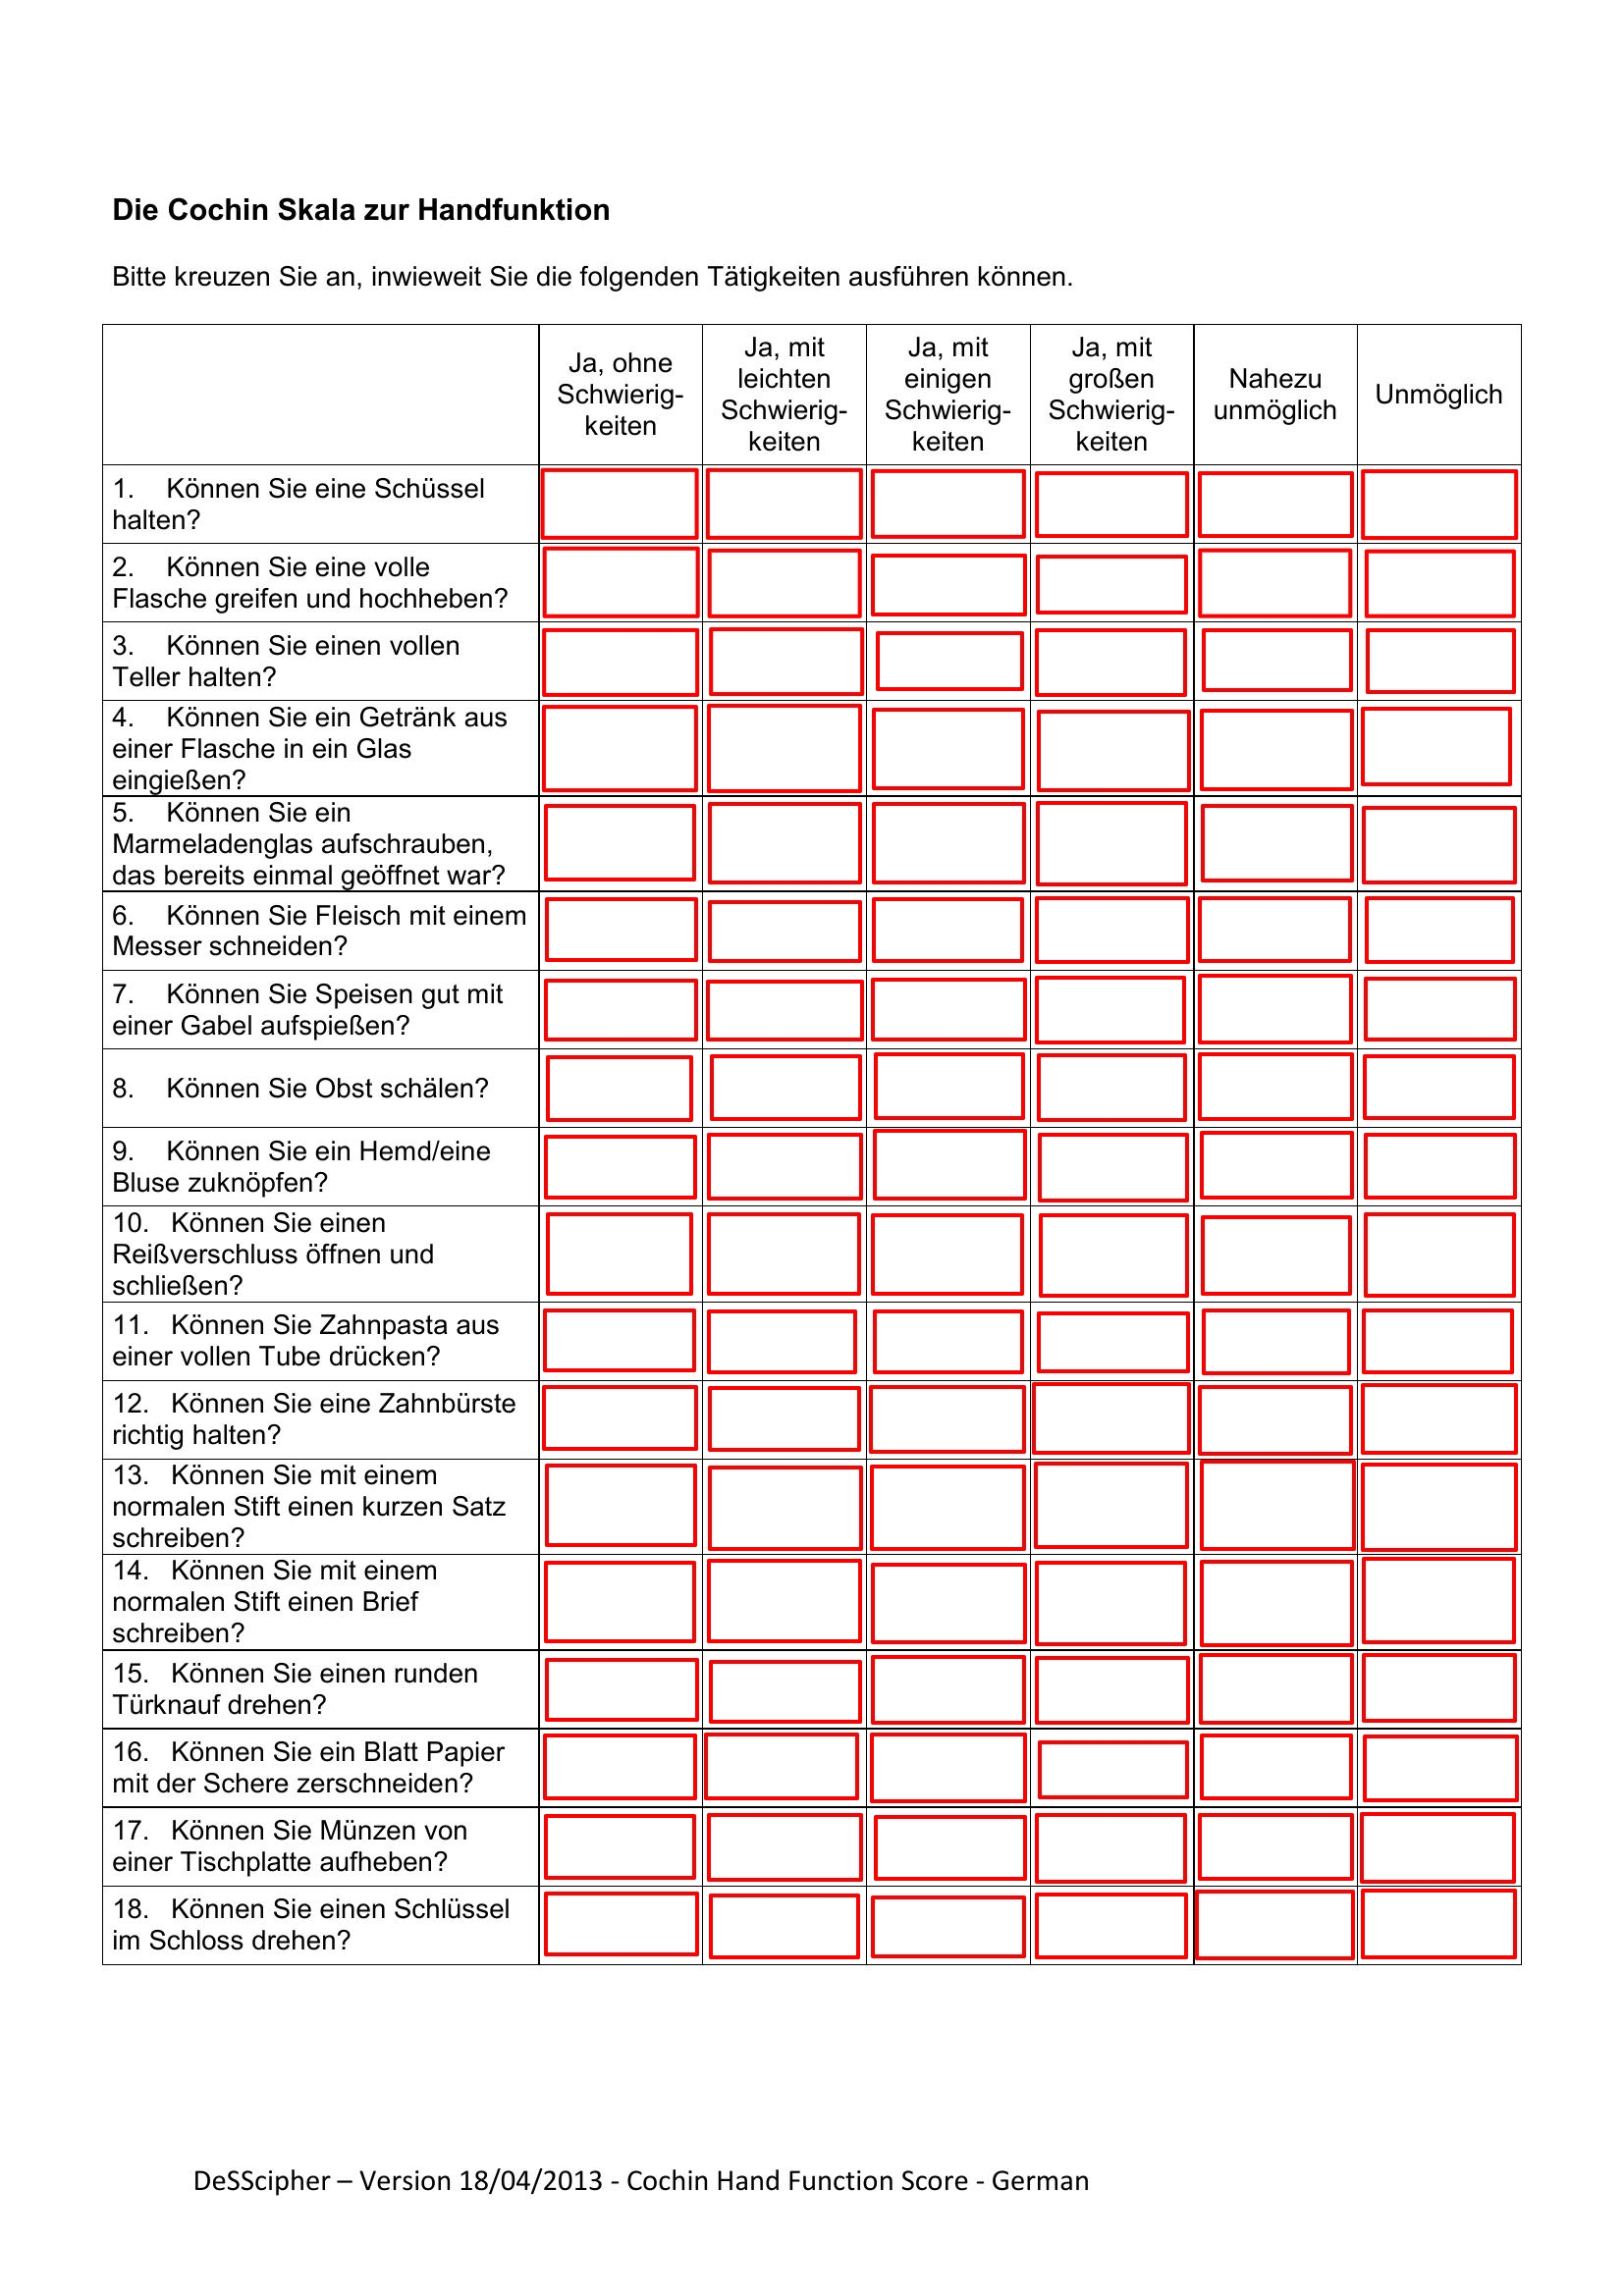 Die Cochin Skala zur Handfunktion
Bitte kreuzen Sie an, inwieweit Sie die folgenden Tätigkeiten ausführen können.
Ja, ohne
Schwierig-
keiten
Ja, mit
leichten
Schwierig-
keiten
Ja, mit
einigen
Schwierig-
keiten
Ja, mit
großen
Schwierig-
keiten
Nahezu
unmöglich
Unmöglich
1. Können Sie eine Schüssel
halten?
2. Können Sie eine volle
Flasche greifen und hochheben?
3. Können Sie einen vollen
Teller halten?
4. Können Sie ein Getränk aus
einer Flasche in ein Glas
eingießen?
5. Können Sie ein
Marmeladenglas aufschrauben,
das bereits einmal geöffnet war?
6. Können Sie Fleisch mit einem
Messer schneiden?
7. Können Sie Speisen gut mit
einer Gabel aufspießen?
8. Können Sie Obst schälen?
9. Können Sie ein Hemd/eine
Bluse zuknöpfen?
10. Können Sie einen
Reißverschluss öffnen und
schließen?
11. Können Sie Zahnpasta aus
einer vollen Tube drücken?
12. Können Sie eine Zahnbürste
richtig halten?
13. Können Sie mit einem
normalen Stift einen kurzen Satz
schreiben?
14. Können Sie mit einem
normalen Stift einen Brief
schreiben?
15. Können Sie einen runden
Türknauf drehen?
16. Können Sie ein Blatt Papier
mit der Schere zerschneiden?
17. Können Sie Münzen von
einer Tischplatte aufheben?
18. Können Sie einen Schlüssel
im Schloss drehen?
DeSScipher – Version 18/04/2013 - Cochin Hand Function Score - German